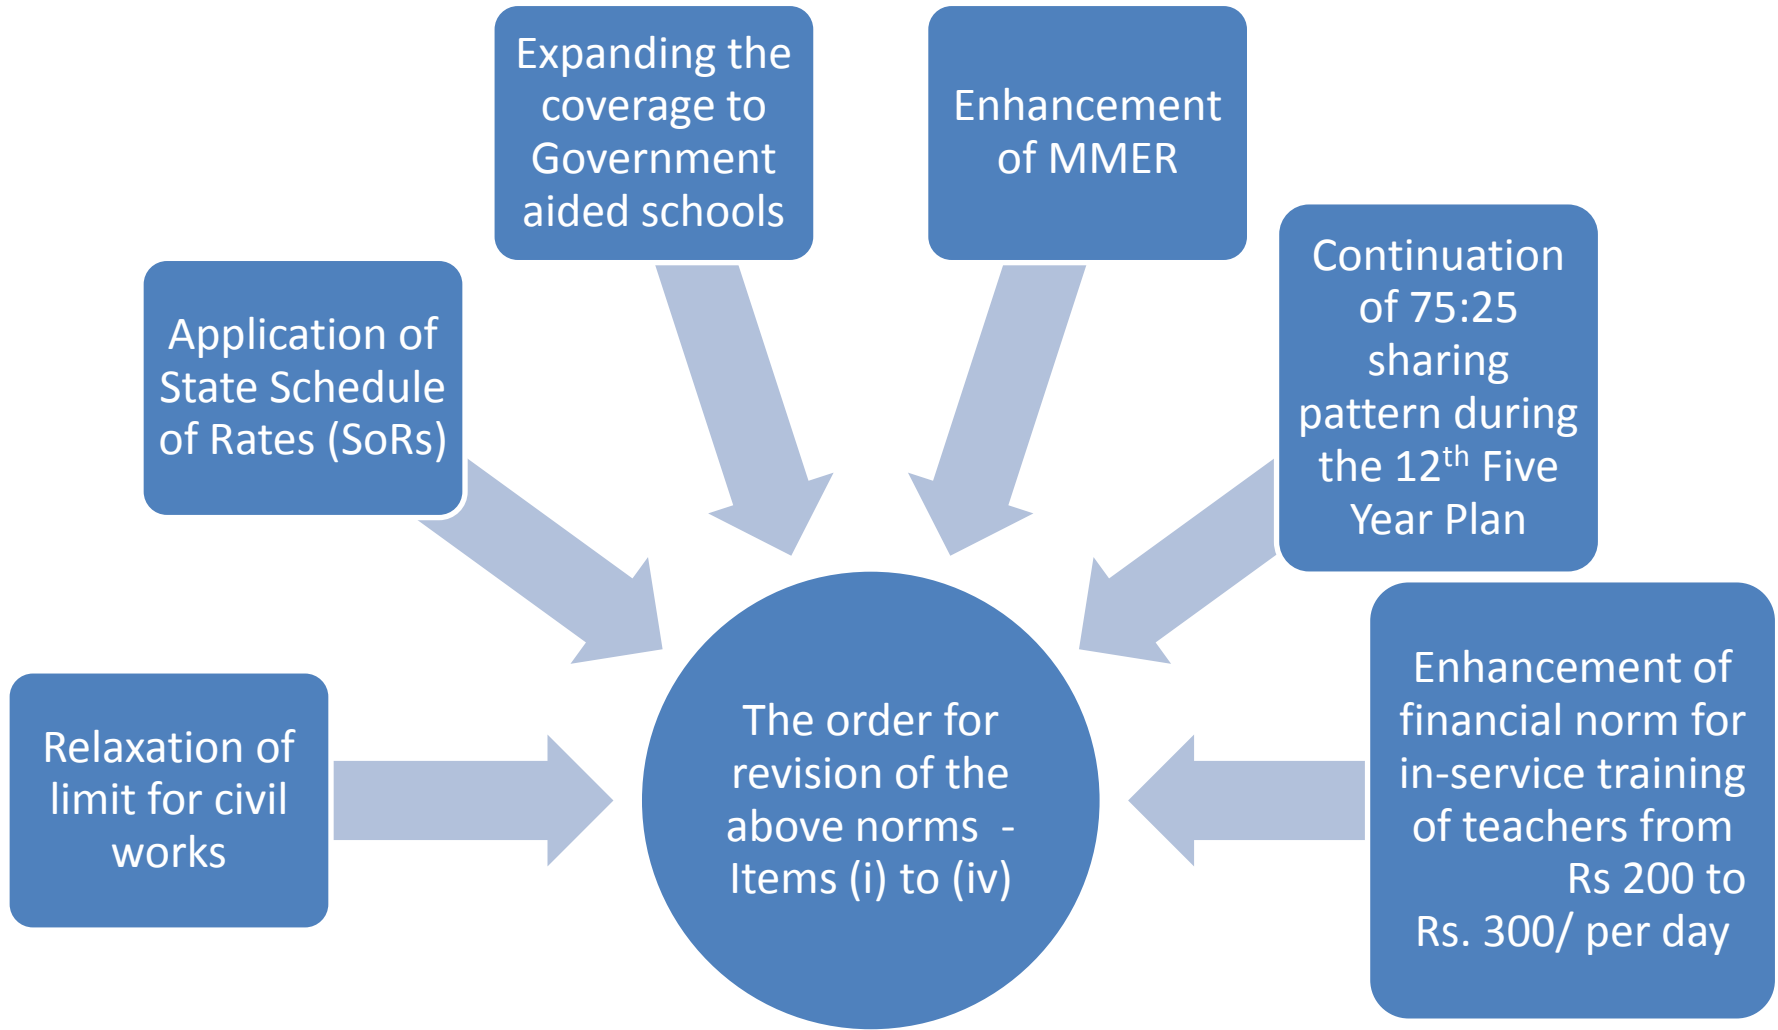 Expanding the
coverage to
Government
aided schools
Enhancement
of MMER
Continuation
of 75:25
sharing
pattern during
the 12th Five
Year Plan
Application of
State Schedule
of Rates (SoRs)
Relaxation of
limit for civil
works
The order for
revision of the
above norms -
Items (i) to (iv)
Enhancement of
financial norm for
in-service training
of teachers from
Rs 200 to
Rs. 300/ per day